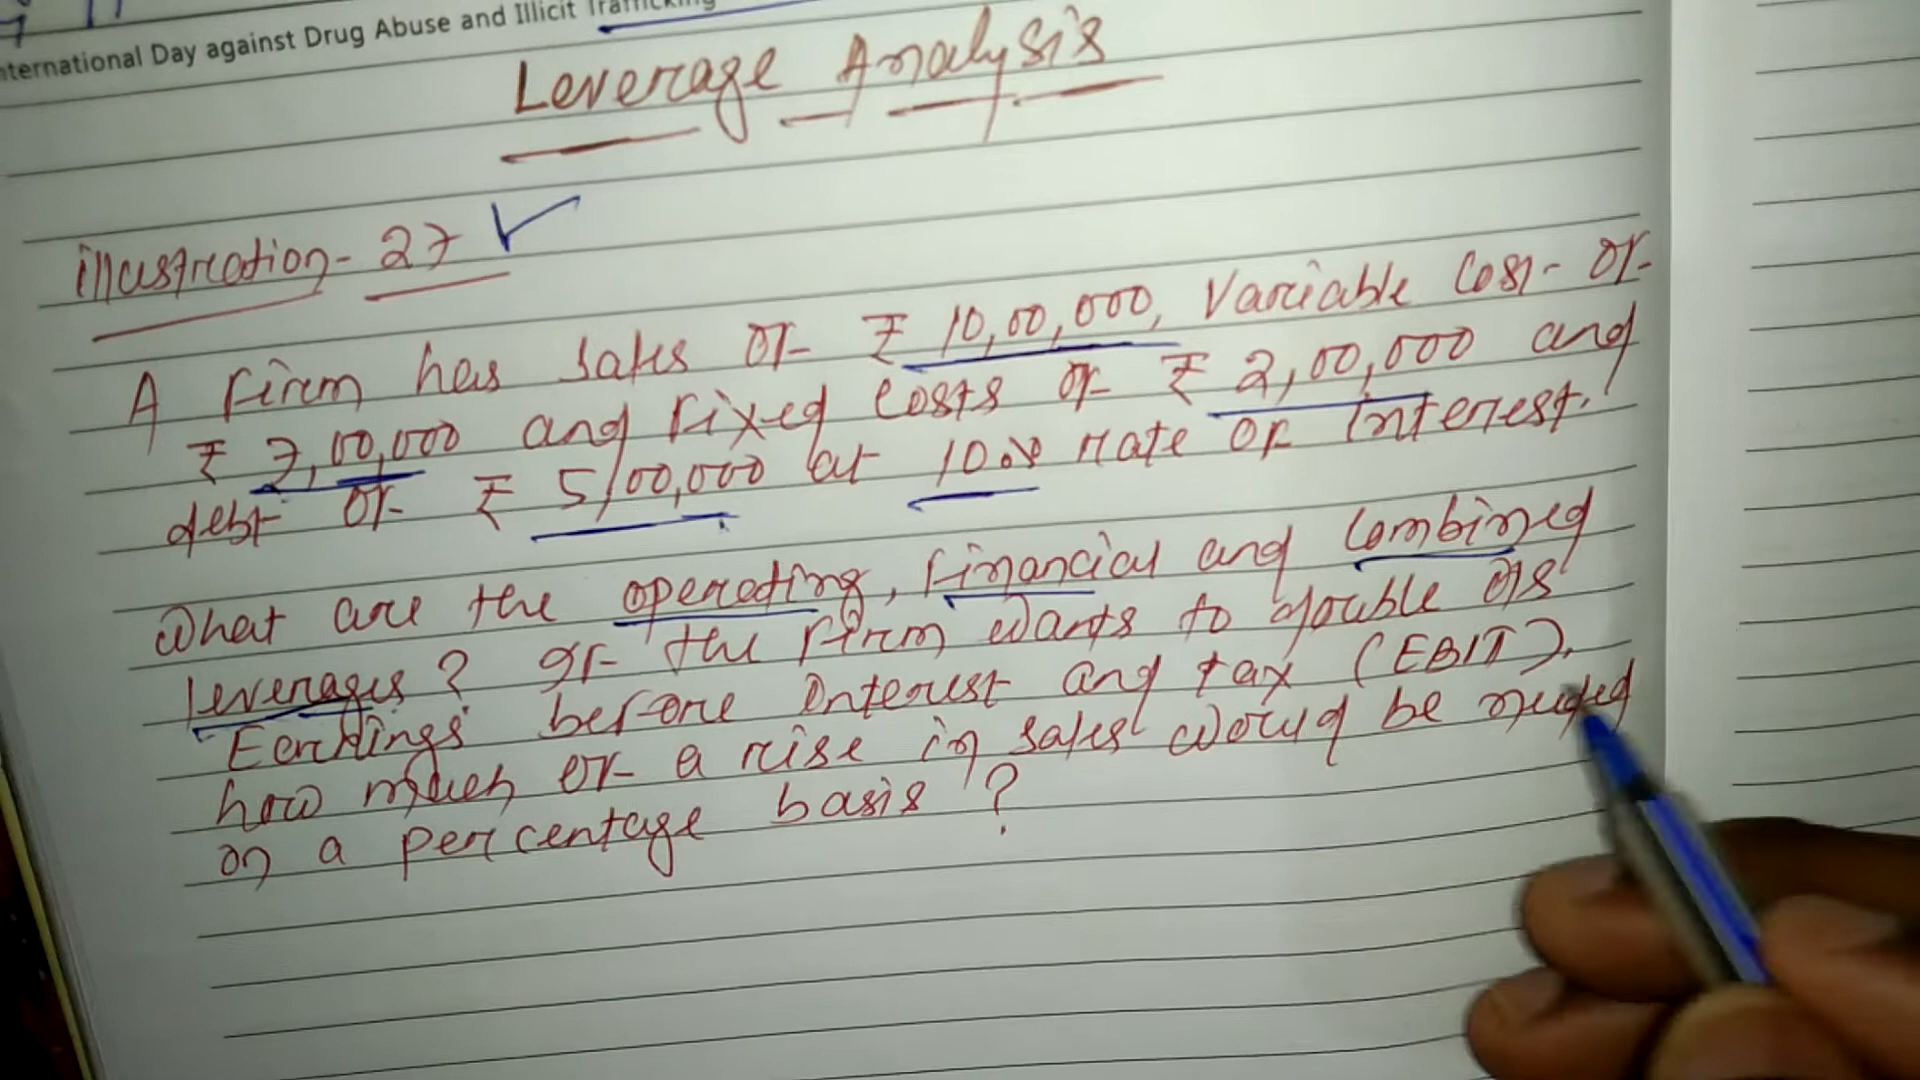 International Day against Drug Abuse and Illicit Trafficking
Leverage Analysis
illustration - 27
A firm has sales of ₹ 10,00,000, Variable Cost of
₹ 7,00,000 and fixed costs of ₹ 2,00,000 and
debt of ₹ 5,00,000 at 10% rate of interest.
What are the operating, financial and combined
leverages? If the firm wants to double its
Earnings before interest and tax (EBIT),
how much of a rise in sales would be needed
on a percentage basis?